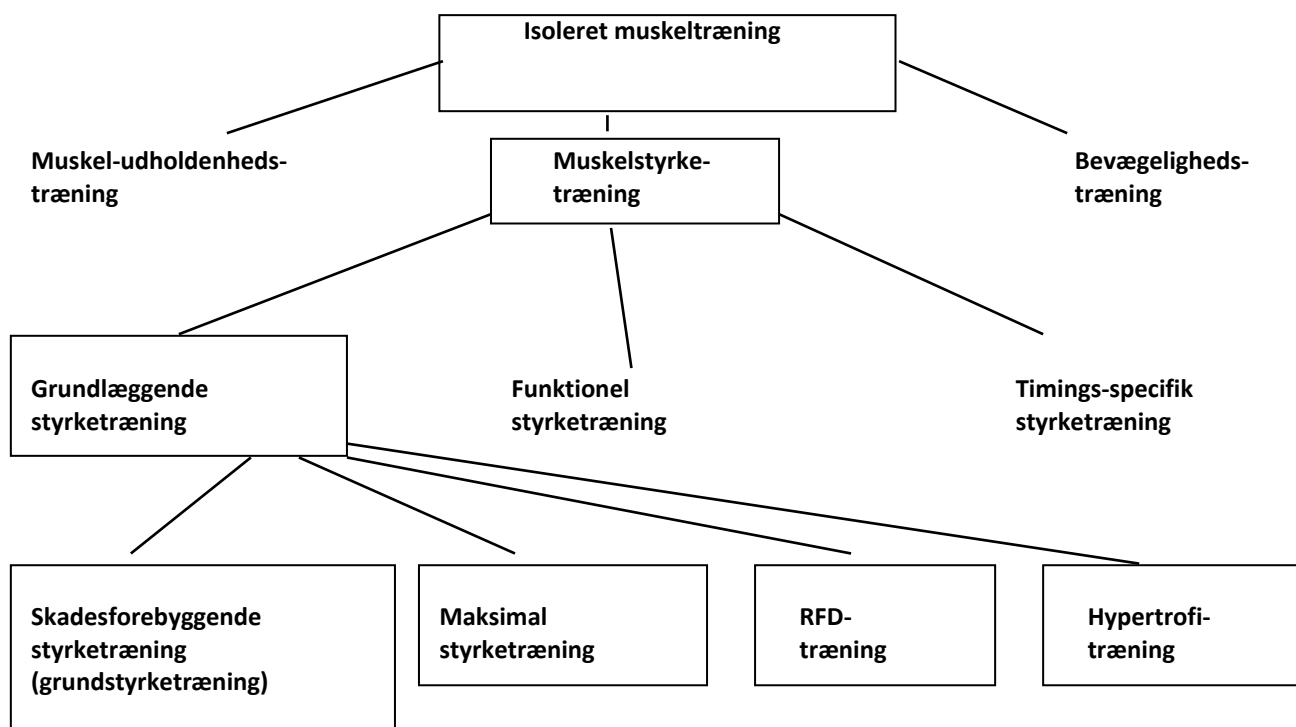 Isoleret muskeltræning
Muskel-udholdenheds-
træning
Muskelstyrke-
træning
Bevægeligheds-
træning
Grundlæggende
styrketræning
Funktionel
styrketræning
Timings-specifik
styrketræning
Skadesforebyggende
styrketræning
(grundstyrketræning)
Maksimal
styrketræning
RFD-
træning
Hypertrofi-
træning